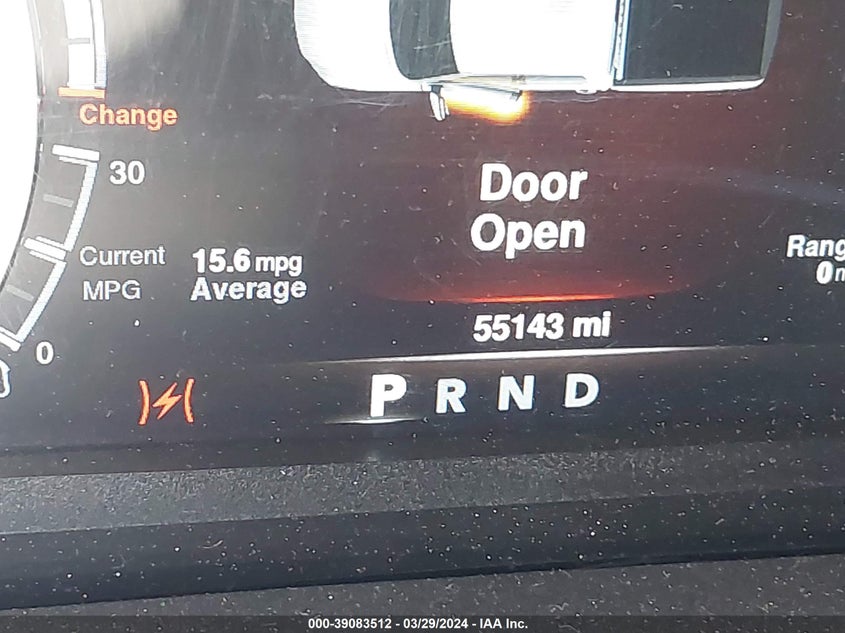 Change
30
Door
Open
Current
MPG
15.6 mpg
Average
Rang
0
55143 mi
0
P R N D
000-39083512 - 03/29/2024 - IAA Inc.